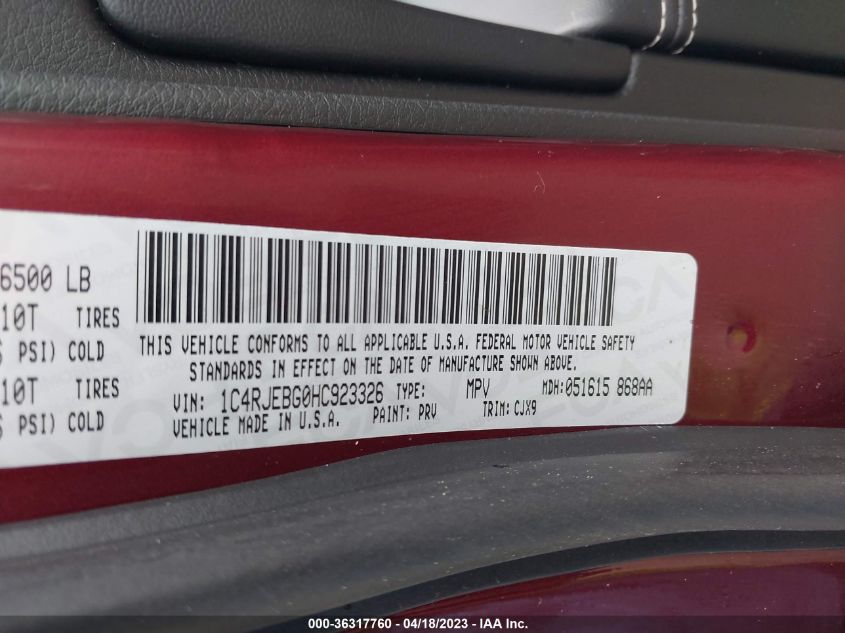 6500 LB
10T TIRES
PSI) COLD
10T TIRES
PSI) COLD
THIS VEHICLE CONFORMS TO ALL APPLICABLE U.S.A. FEDERAL MOTOR VEHICLE SAFETY
STANDARDS IN EFFECT ON THE DATE OF MANUFACTURE SHOWN ABOVE.
VIN: 1C4RJEBG0HC923326 TYPE: MPV MDH:051615 868AA
VEHICLE MADE IN U.S.A. PAINT: PRV TRIM:CJX9
000-36317760 - 04/18/2023 - IAA Inc.